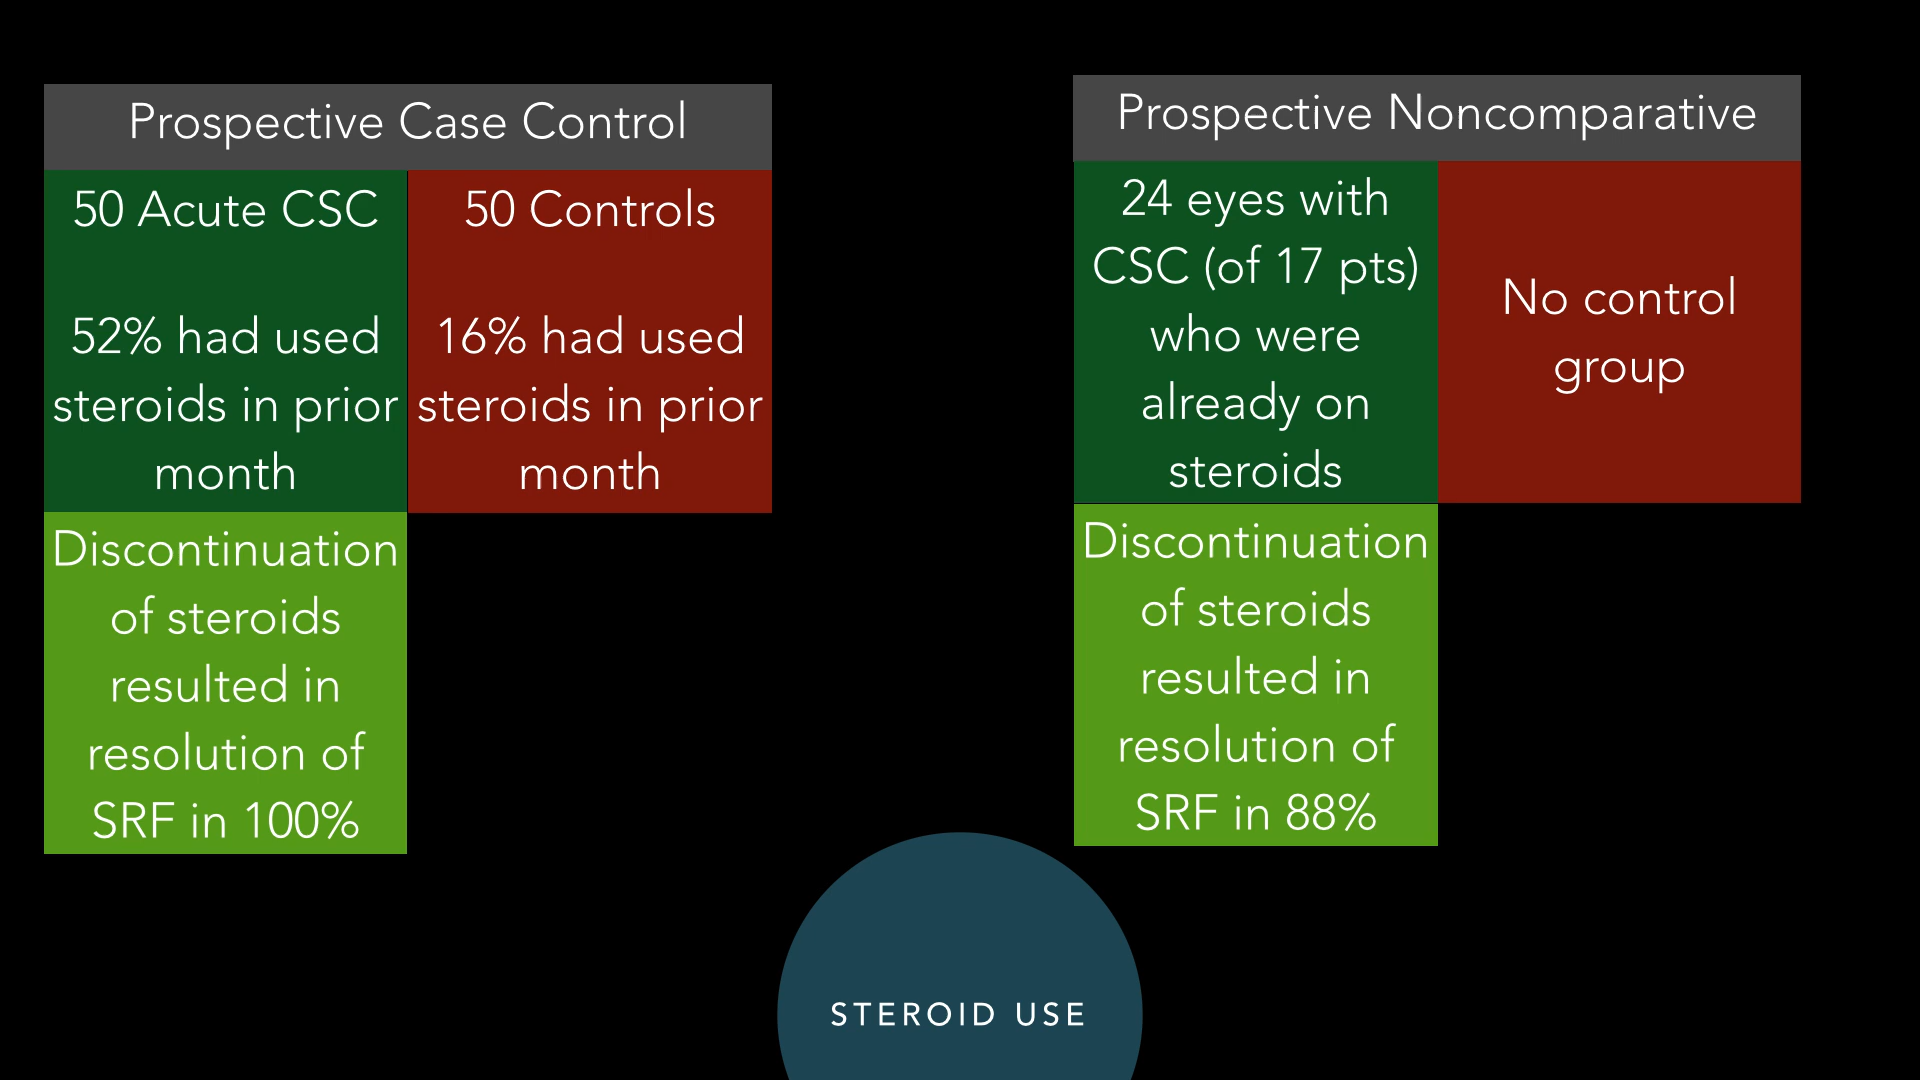 Prospective Case Control
50 Acute CSC
52% had used
steroids in prior
month
50 Controls
16% had used
steroids in prior
month
Discontinuation
of steroids
resulted in
resolution of
SRF in 100%
Prospective Noncomparative
24 eyes with
CSC (of 17 pts)
who were
already on
steroids
No control
group
Discontinuation
of steroids
resulted in
resolution of
SRF in 88%
STEROID USE